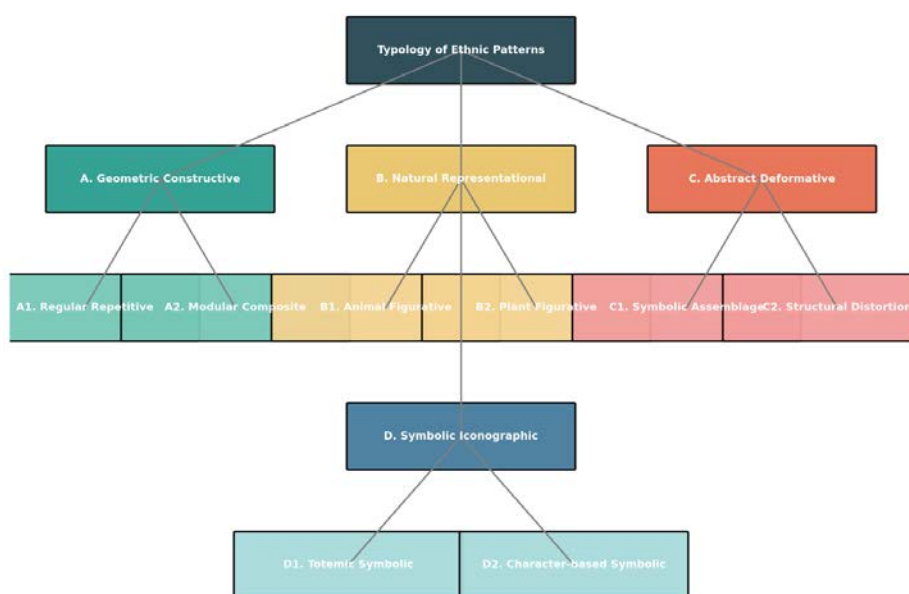 Typology of Ethnic Patterns
A. Geometric Constructive
B. Natural Representational
C. Abstract Deformative
A1. Regular Repetitive
A2. Modular Composite
B1. Animal Figurative
B2. Plant Figurative
C1. Symbolic Assemblage
C2. Structural Distortion
D. Symbolic Iconographic
D1. Totemic Symbolic
D2. Character-based Symbolic